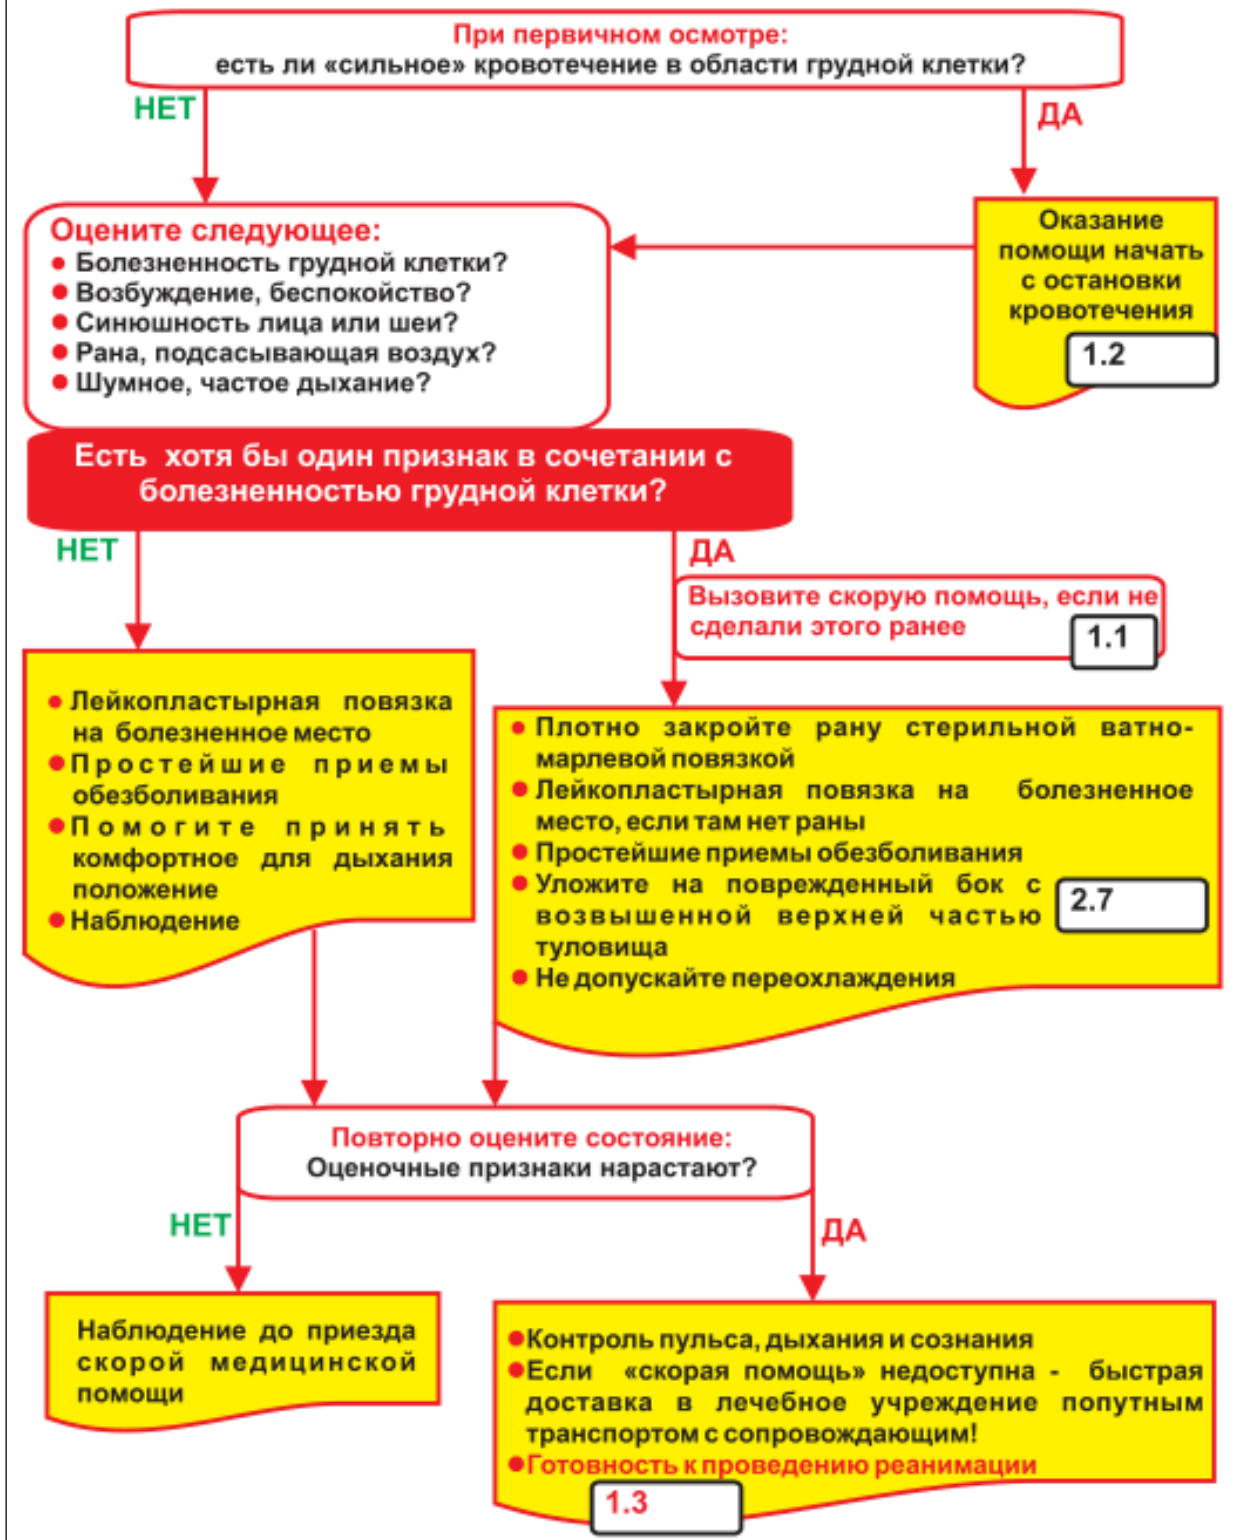 При первичном осмотре:
есть ли «сильное» кровотечение в области грудной клетки?
НЕТ
ДА
Оцените следующее:
● Болезненность грудной клетки?
● Возбуждение, беспокойство?
● Синюшность лица или шеи?
● Рана, подсасывающая воздух?
● Шумное, частое дыхание?
Оказание
помощи начать
с остановки
кровотечения
1.2
Есть хотя бы один признак в сочетании с
болезненностью грудной клетки?
НЕТ
ДА
Вызовите скорую помощь, если не
сделали этого ранее
1.1
● Лейкопластырная повязка
на болезненное место
● Простейшие приемы
обезболивания
● Помогите принять
комфортное для дыхания
положение
● Наблюдение
● Плотно закройте рану стерильной ватно-
марлевой повязкой
● Лейкопластырная повязка на болезненное
место, если там нет раны
● Простейшие приемы обезболивания
● Уложите на поврежденный бок с
возвышенной верхней частью
туловища
2.7
● Не допускайте переохлаждения
Повторно оцените состояние:
Оценочные признаки нарастают?
НЕТ
ДА
Наблюдение до приезда
скорой медицинской
помощи
● Контроль пульса, дыхания и сознания
● Если «скорая помощь» недоступна - быстрая
доставка в лечебное учреждение попутным
транспортом с сопровождающим!
● Готовность к проведению реанимации
1.3